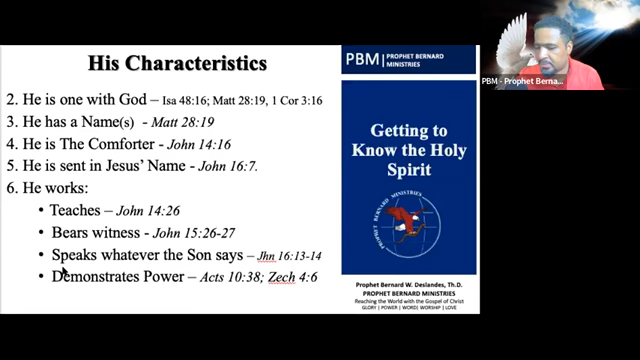 His Characteristics
2. He is one with God – Isa 48:16; Matt 28:19, 1 Cor 3:16
3. He has a Name(s) - Matt 28:19
4. He is The Comforter - John 14:16
5. He is sent in Jesus' Name - John 16:7.
6. He works:
• Teaches – John 14:26
• Bears witness - John 15:26-27
• Speaks whatever the Son says - Jhn 16:13-14
• Demonstrates Power – Acts 10:38; Zech 4:6
PBM | PROPHET BERNARD
MINISTRIES
Getting to
Know the Holy
Spirit
PROPHET BERNARD MINISTRIES
Prophet Bernard W. Deslandes, Th.D.
PROPHET BERNARD MINISTRIES
Reaching the World with the Gospel of Christ
GLORY | POWER | WORD | WORSHIP | LOVE
PBM - Prophet Berna...